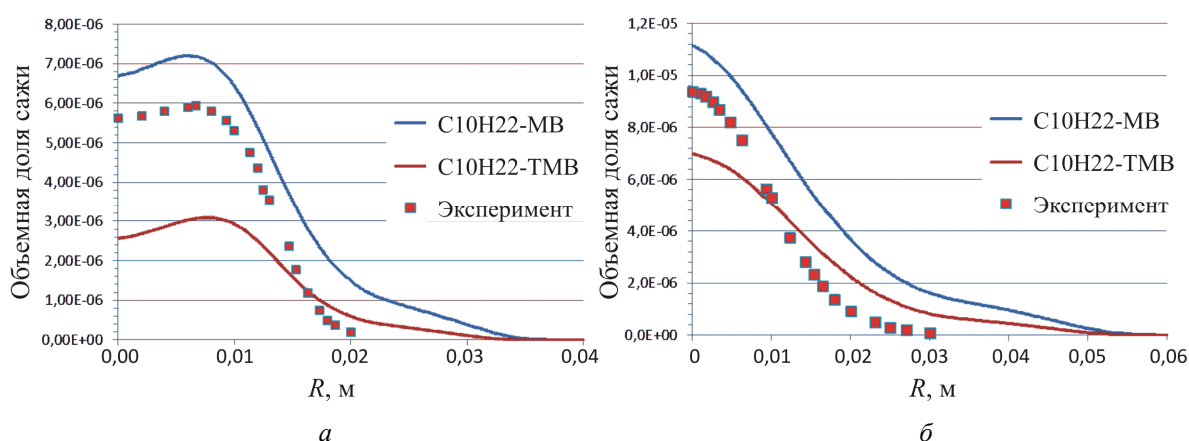 Объемная доля сажи
8,00E-06
7,00E-06
6,00E-06
5,00E-06
4,00E-06
3,00E-06
2,00E-06
1,00E-06
0,00E+00
0,00 0,01 0,02 0,03 0,04
R, м
C10H22-MB
C10H22-TMB
Эксперимент
а
Объемная доля сажи
1,2E-05
1,0E-05
8,0E-06
6,0E-06
4,0E-06
2,0E-06
0,0E+00
0 0,01 0,02 0,03 0,04 0,05 0,06
R, м
C10H22-MB
C10H22-TMB
Эксперимент
б